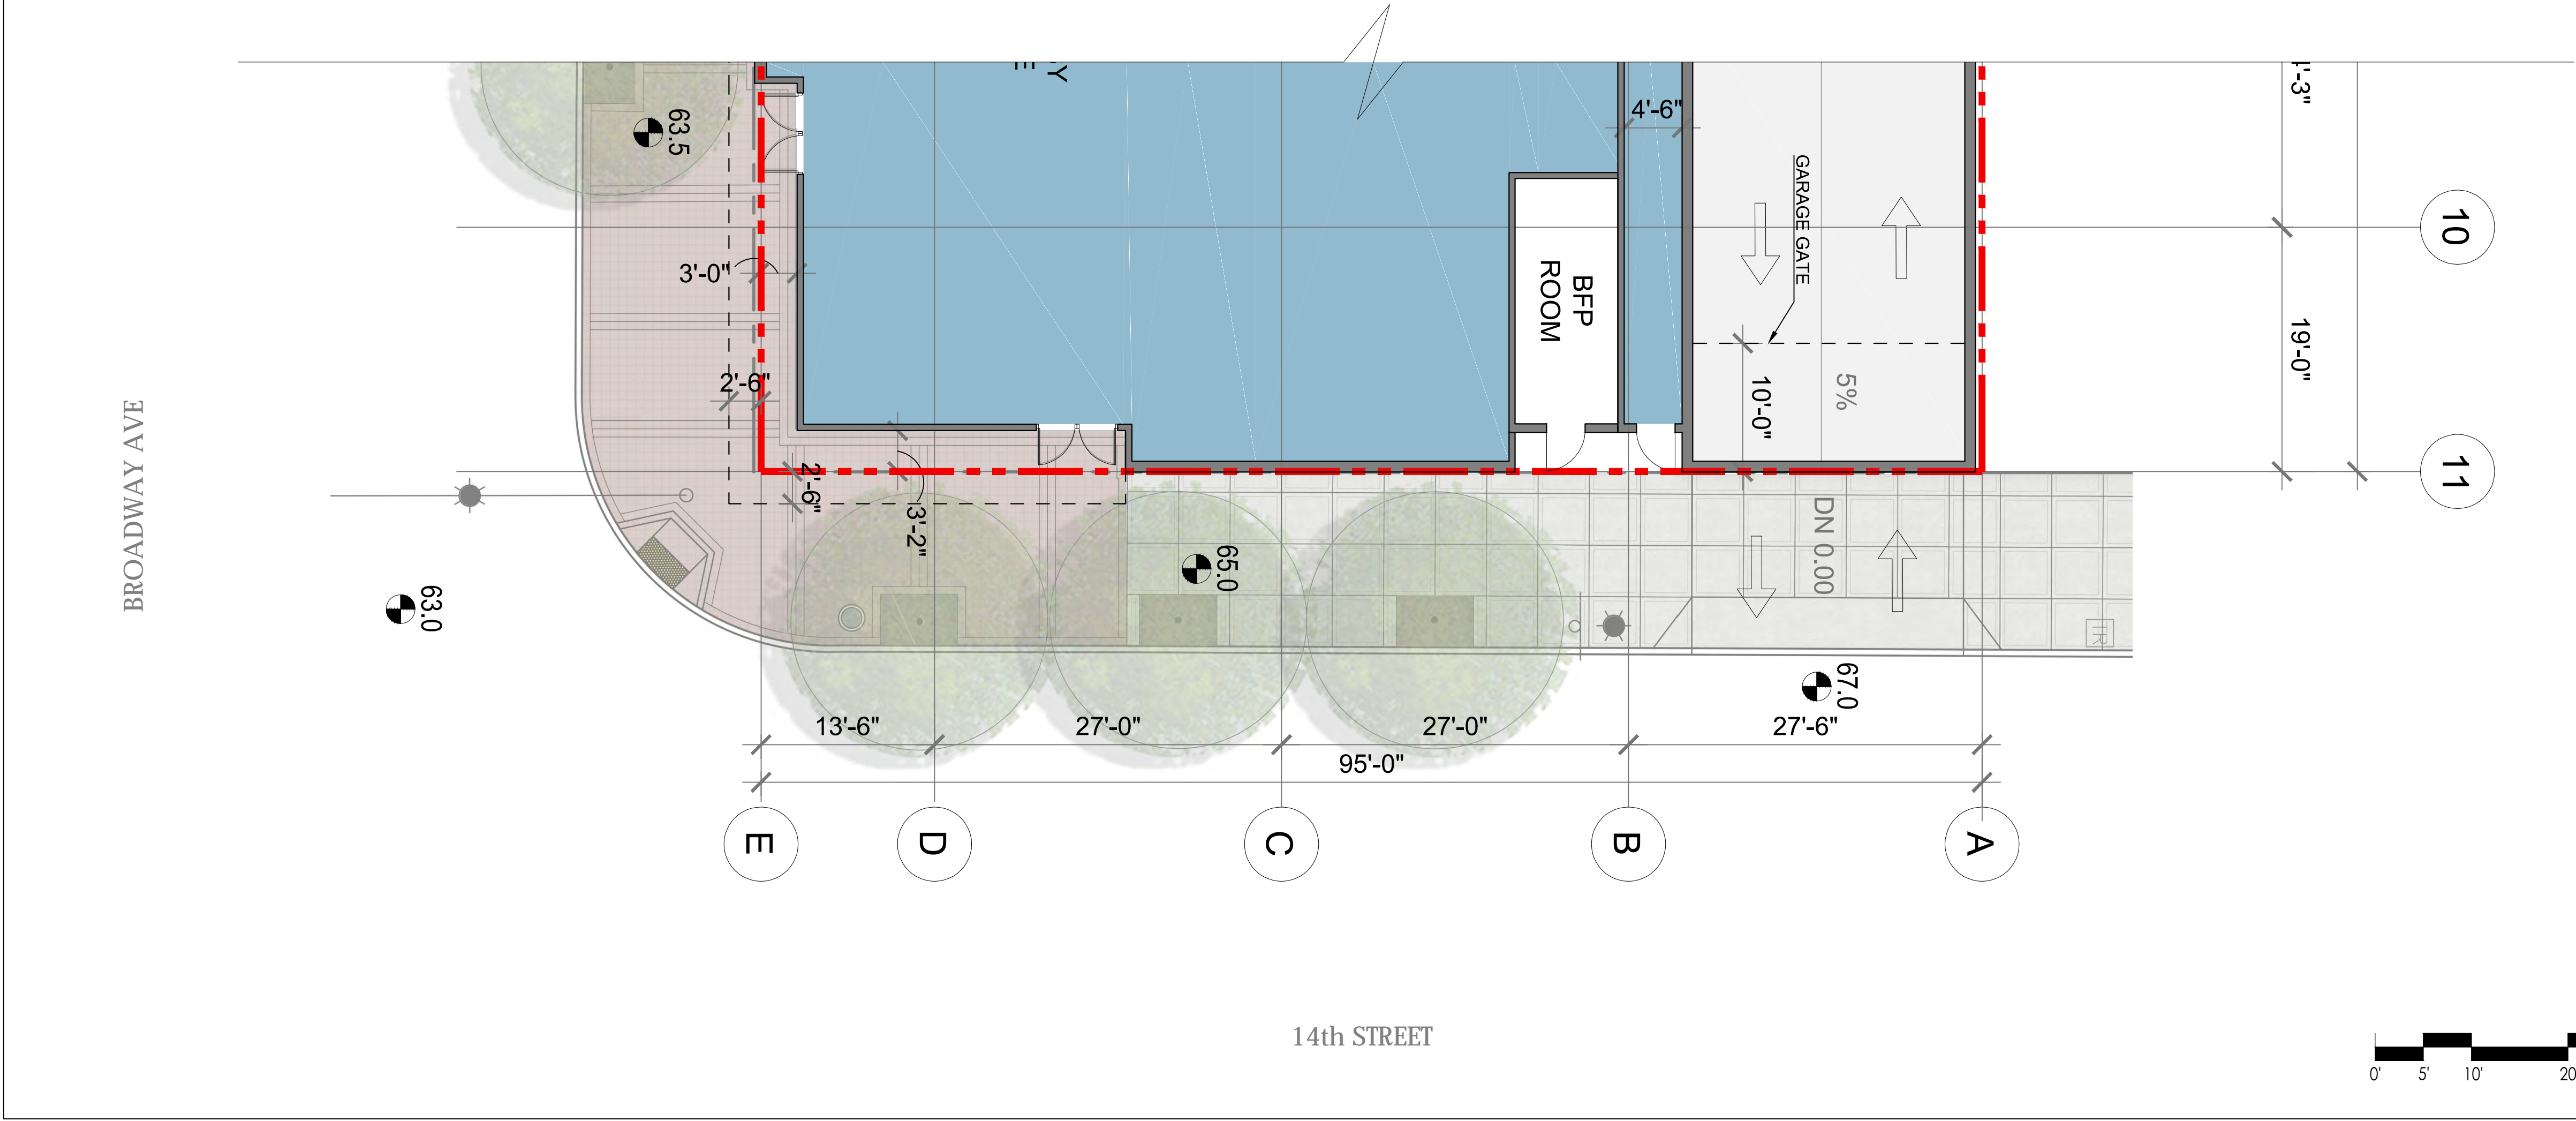 63.5
4'-6"
GARAGE GATE
10
3'-0"
BFP
ROOM
19'-0"
2'-6"
10'-0"
5%
BROADWAY AVE
11
2'-6"
3'-2"
DN 0.00
65.0
63.0
67.0
13'-6"
27'-0"
27'-0"
27'-6"
95'-0"
E
D
C
B
A
14th STREET
0'
5'
10'
20